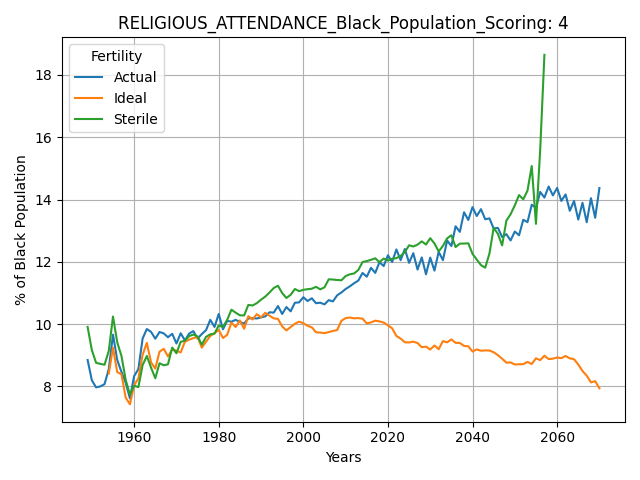 RELIGIOUS_ATTENDANCE_Black_Population_Scoring: 4
Fertility
Actual
Ideal
Sterile
% of Black Population
18
16
14
12
10
8
1960 1980 2000 2020 2040 2060
Years